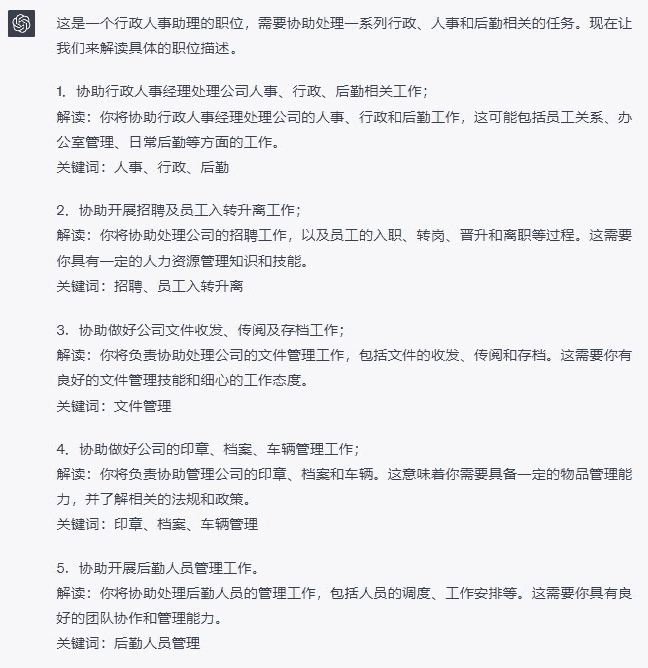 这是一个行政人事助理的职位，需要协助处理一系列行政、人事和后勤相关的任务。现在让
我们来解读具体的职位描述。
1. 协助行政人事经理处理公司人事、行政、后勤相关工作；
解读：你将协助行政人事经理处理公司的人事、行政和后勤工作，这可能包括员工关系、办
公室管理、日常后勤等方面的工作。
关键词：人事、行政、后勤
2. 协助开展招聘及员工入转升离工作；
解读：你将协助处理公司的招聘工作，以及员工的入职、转岗、晋升和离职等过程。这需要
你具有一定的人力资源管理知识和技能。
关键词：招聘、员工入转升离
3. 协助做好公司文件收发、传阅及存档工作；
解读：你将负责协助处理公司的文件管理工作，包括文件的收发、传阅和存档。这需要你有
良好的文件管理技能和细心的工作态度。
关键词：文件管理
4. 协助做好公司的印章、档案、车辆管理工作；
解读：你将负责协助管理公司的印章、档案和车辆。这意味着你需要具备一定的物品管理能
力，并了解相关的法规和政策。
关键词：印章、档案、车辆管理
5. 协助开展后勤人员管理工作。
解读：你将协助处理后勤人员的管理工作，包括人员的调度、工作安排等。这需要你具有良
好的团队协作和管理能力。
关键词：后勤人员管理